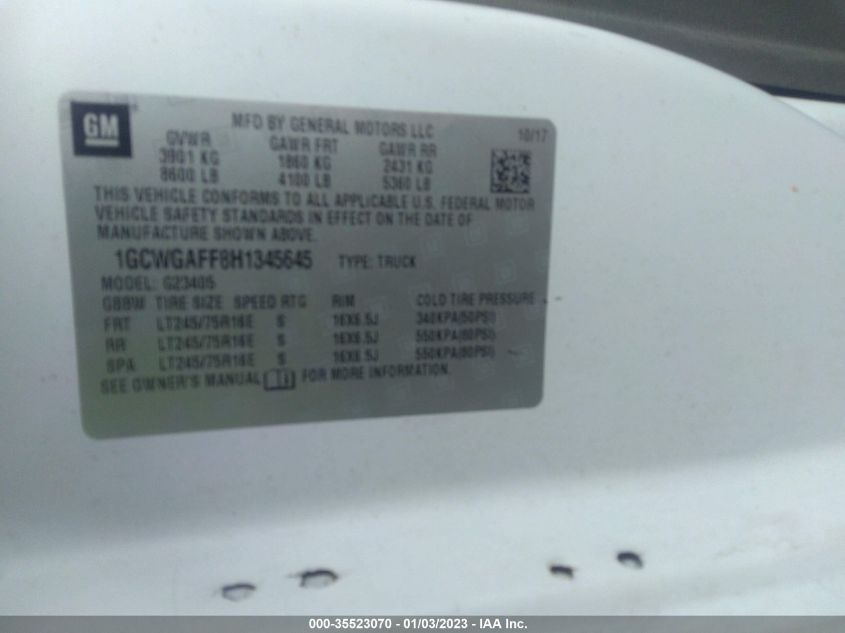 GM
MFD BY GENERAL MOTORS LLC
10/17
GVWR GAWR FRT GAWR RR
3901 KG 1860 KG 2431 KG
8600 LB 4100 LB 5360 LB
THIS VEHICLE CONFORMS TO ALL APPLICABLE U.S. FEDERAL MOTOR
VEHICLE SAFETY STANDARDS IN EFFECT ON THE DATE OF
MANUFACTURE SHOWN ABOVE.
1GCWGAFF8H1345645 TYPE: TRUCK
MODEL: G23405
TIRE SIZE SPEED RTG RIM COLD TIRE PRESSURE
FRT LT245/75R16E S 16X6.5J 340KPA(50PSI)
RR LT245/75R16E S 16X6.5J 550KPA(80PSI)
SPA LT245/75R16E S 16X6.5J 550KPA(80PSI)
SEE OWNER'S MANUAL FOR MORE INFORMATION.
000-35523070 - 01/03/2023 - IAA Inc.